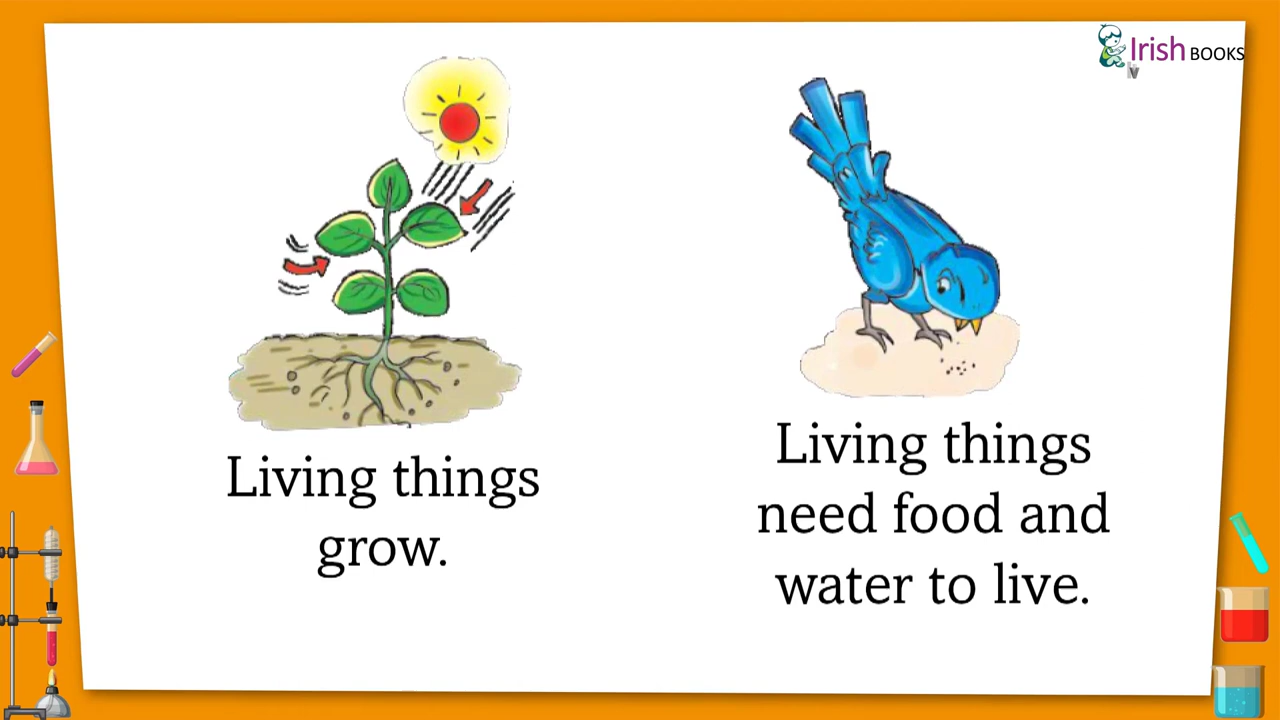 Irish BOOKS
Living things
grow.
Living things
need food and
water to live.